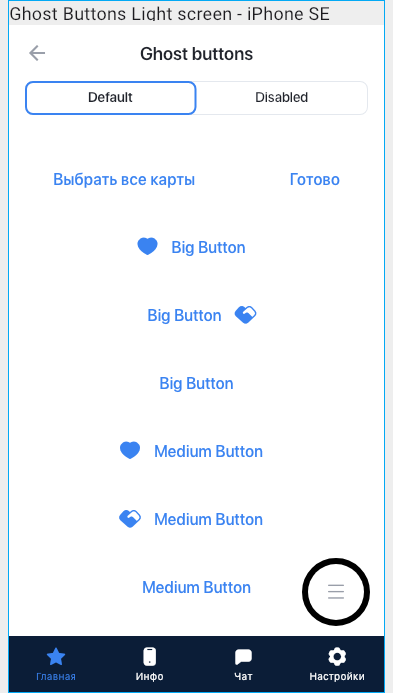 Ghost Buttons Light screen - iPhone SE
Ghost buttons
Default Disabled
Выбрать все карты Готово
Big Button
Big Button
Big Button
Medium Button
Medium Button
Medium Button
Главная Инфо Чат Настройки